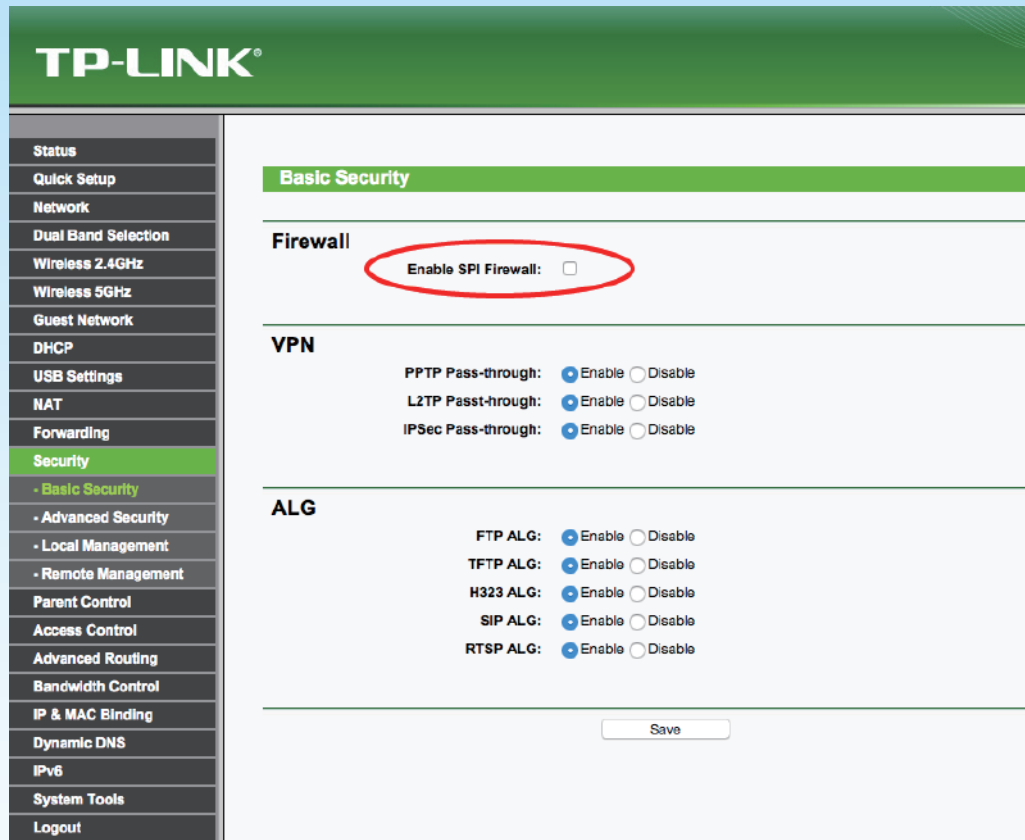 TP-LINK®
Status
Quick Setup
Network
Dual Band Selection
Wireless 2.4GHz
Wireless 5GHz
Guest Network
DHCP
USB Settings
NAT
Forwarding
Security
- Basic Security
- Advanced Security
- Local Management
- Remote Management
Parent Control
Access Control
Advanced Routing
Bandwidth Control
IP & MAC Binding
Dynamic DNS
IPv6
System Tools
Logout
Basic Security
Firewall
Enable SPI Firewall:
VPN
PPTP Pass-through: Enable Disable
L2TP Passt-hrough: Enable Disable
IPSec Pass-through: Enable Disable
ALG
FTP ALG: Enable Disable
TFTP ALG: Enable Disable
H323 ALG: Enable Disable
SIP ALG: Enable Disable
RTSP ALG: Enable Disable
Save